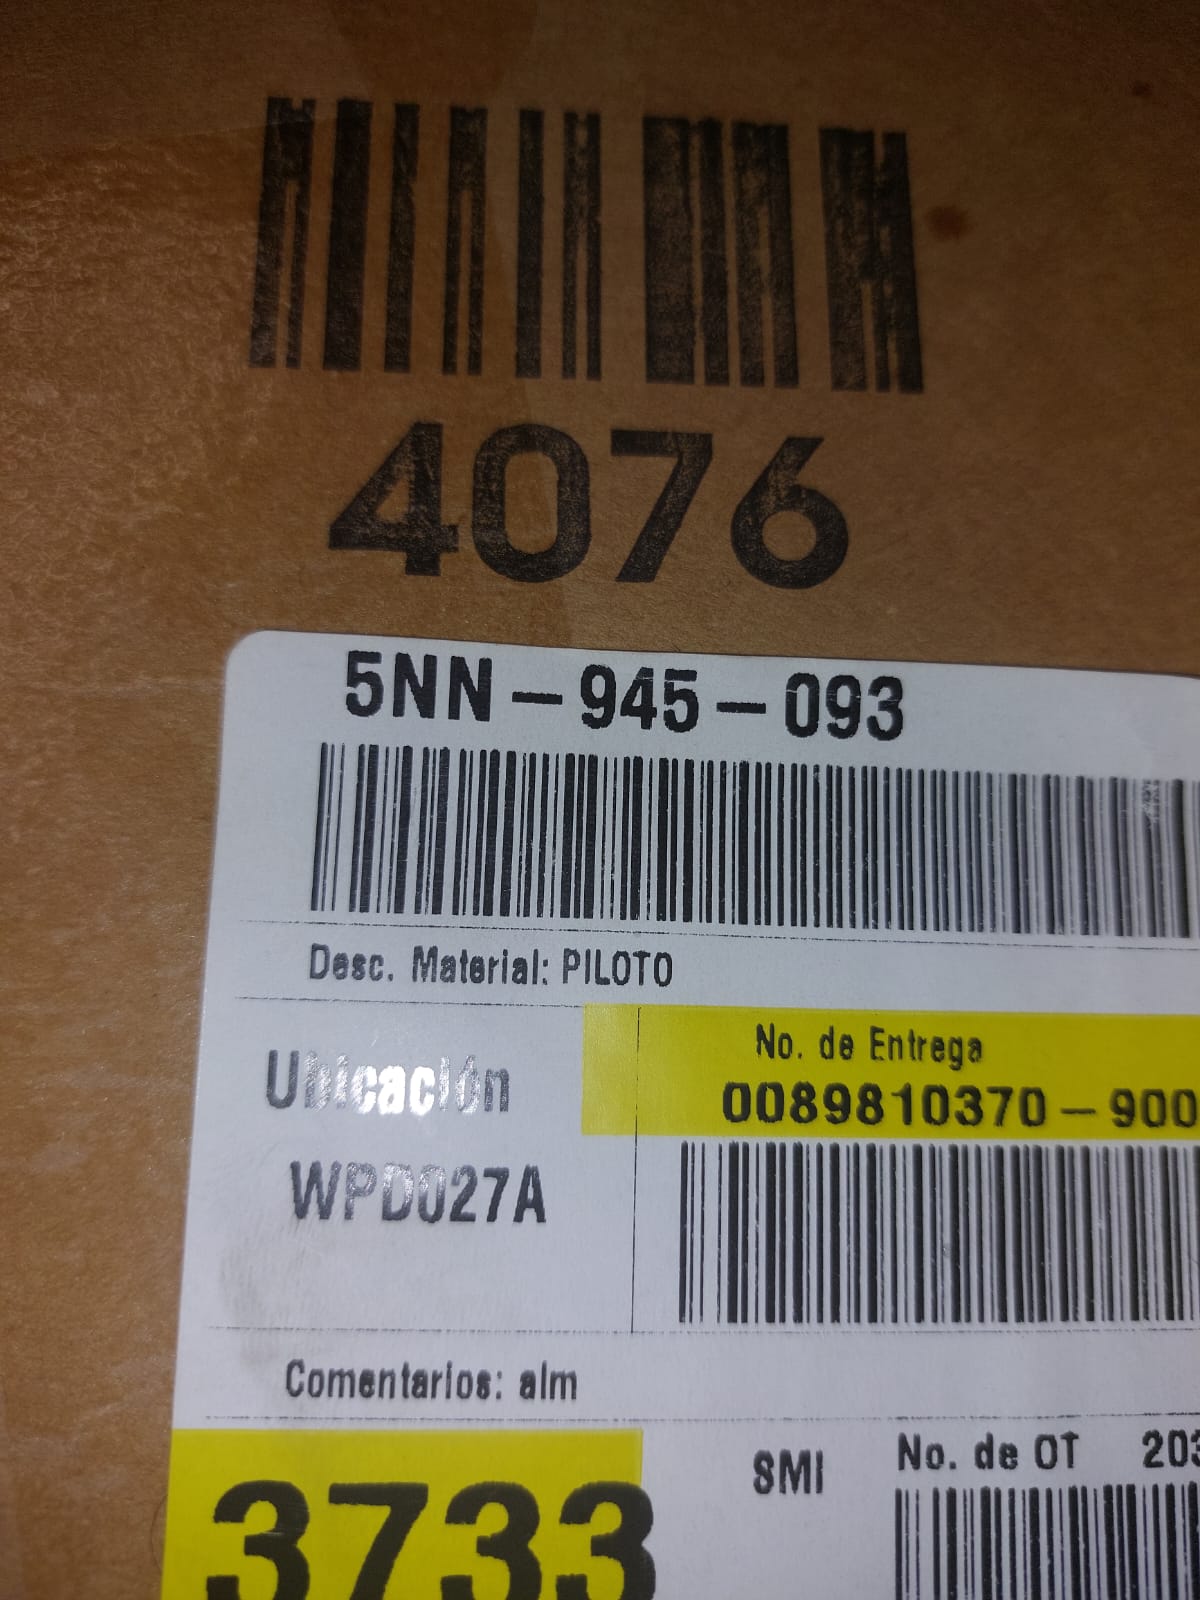 4076
5NN-945-093
Desc. Material: PILOTO
No. de Entrega
0089810370-900
Ubicación
WPD027A
Comentarios: alm
3733
SMI
No. de OT 203